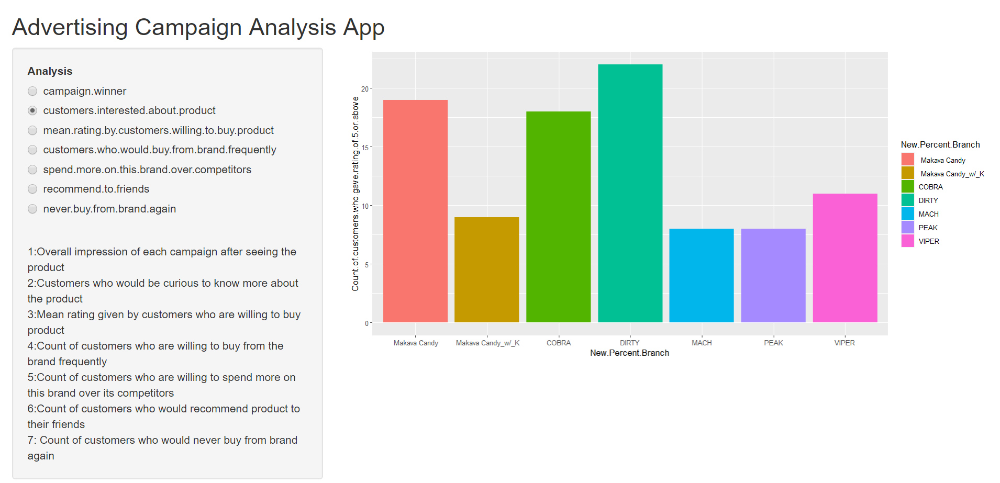 Advertising Campaign Analysis App
Analysis
campaign.winner
customers.interested.about.product
mean.rating.by.customers.willing.to.buy.product
customers.who.would.buy.from.brand.frequently
spend.more.on.this.brand.over.competitors
recommend.to.friends
never.buy.from.brand.again
1:Overall impression of each campaign after seeing the
product
2:Customers who would be curious to know more about
the product
3:Mean rating given by customers who are willing to buy
product
4:Count of customers who are willing to buy from the
brand frequently
5:Count of customers who are willing to spend more on
this brand over its competitors
6:Count of customers who would recommend product to
their friends
7: Count of customers who would never buy from brand
again
Count.of.customers.who.gave.rating.of.5.or.above
20
15
10
5
0
Makava Candy
Makava Candy_w/_K
COBRA
DIRTY
MACH
PEAK
VIPER
New.Percent.Branch
New.Percent.Branch
Makava Candy
Makava Candy_w/_K
COBRA
DIRTY
MACH
PEAK
VIPER